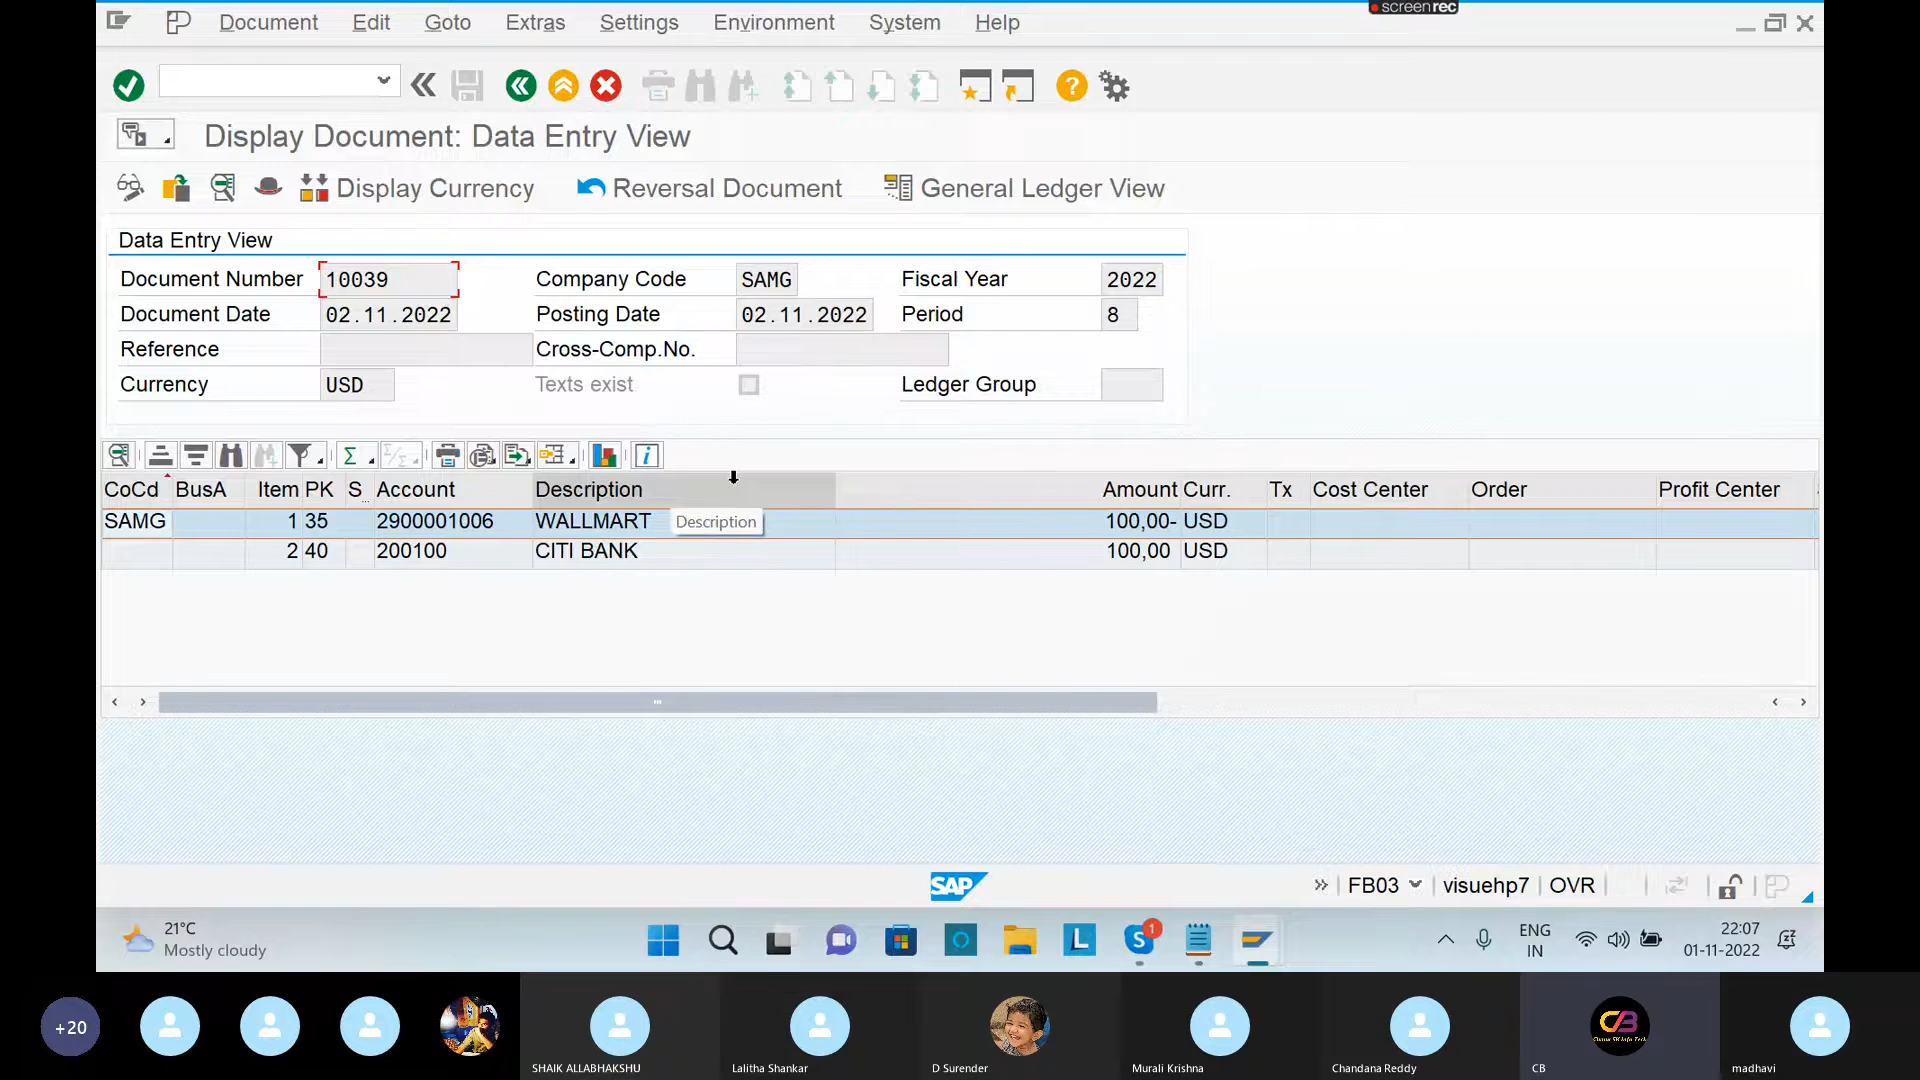 screenrec
Document Edit Goto Extras Settings Environment System Help
Display Document: Data Entry View
Display Currency Reversal Document General Ledger View
Data Entry View
Document Number 10039 Company Code SAMG Fiscal Year 2022
Document Date 02.11.2022 Posting Date 02.11.2022 Period 8
Reference Cross-Comp.No.
Currency USD Texts exist Ledger Group
CoCd BusA Item PK S.. Account Description Amount Curr. Tx Cost Center Order Profit Center
SAMG 1 35 2900001006 WALLMART 100,00- USD
Description
2 40 200100 CITI BANK 100,00 USD
SAP FB03 visuehp7 OVR
21°C
Mostly cloudy
1
ENG
IN
22:07
01-11-2022
+20
SHAIK ALLABHAKSHU Lalitha Shankar D Surender Murali Krishna Chandana Reddy CB madhavi